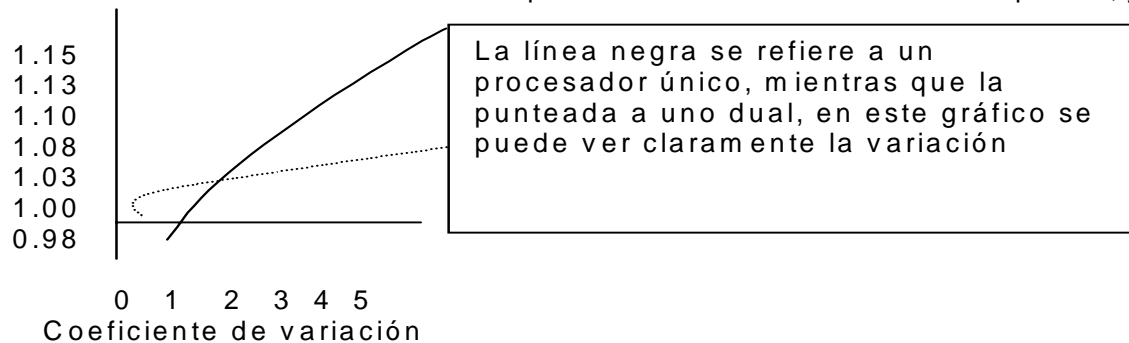 1.15
1.13
1.10
1.08
1.03
1.00
0.98
La línea negra se refiere a un
procesador único, mientras que la
punteada a uno dual, en este gráfico se
puede ver claramente la variación
0 1 2 3 4 5
Coeficiente de variación